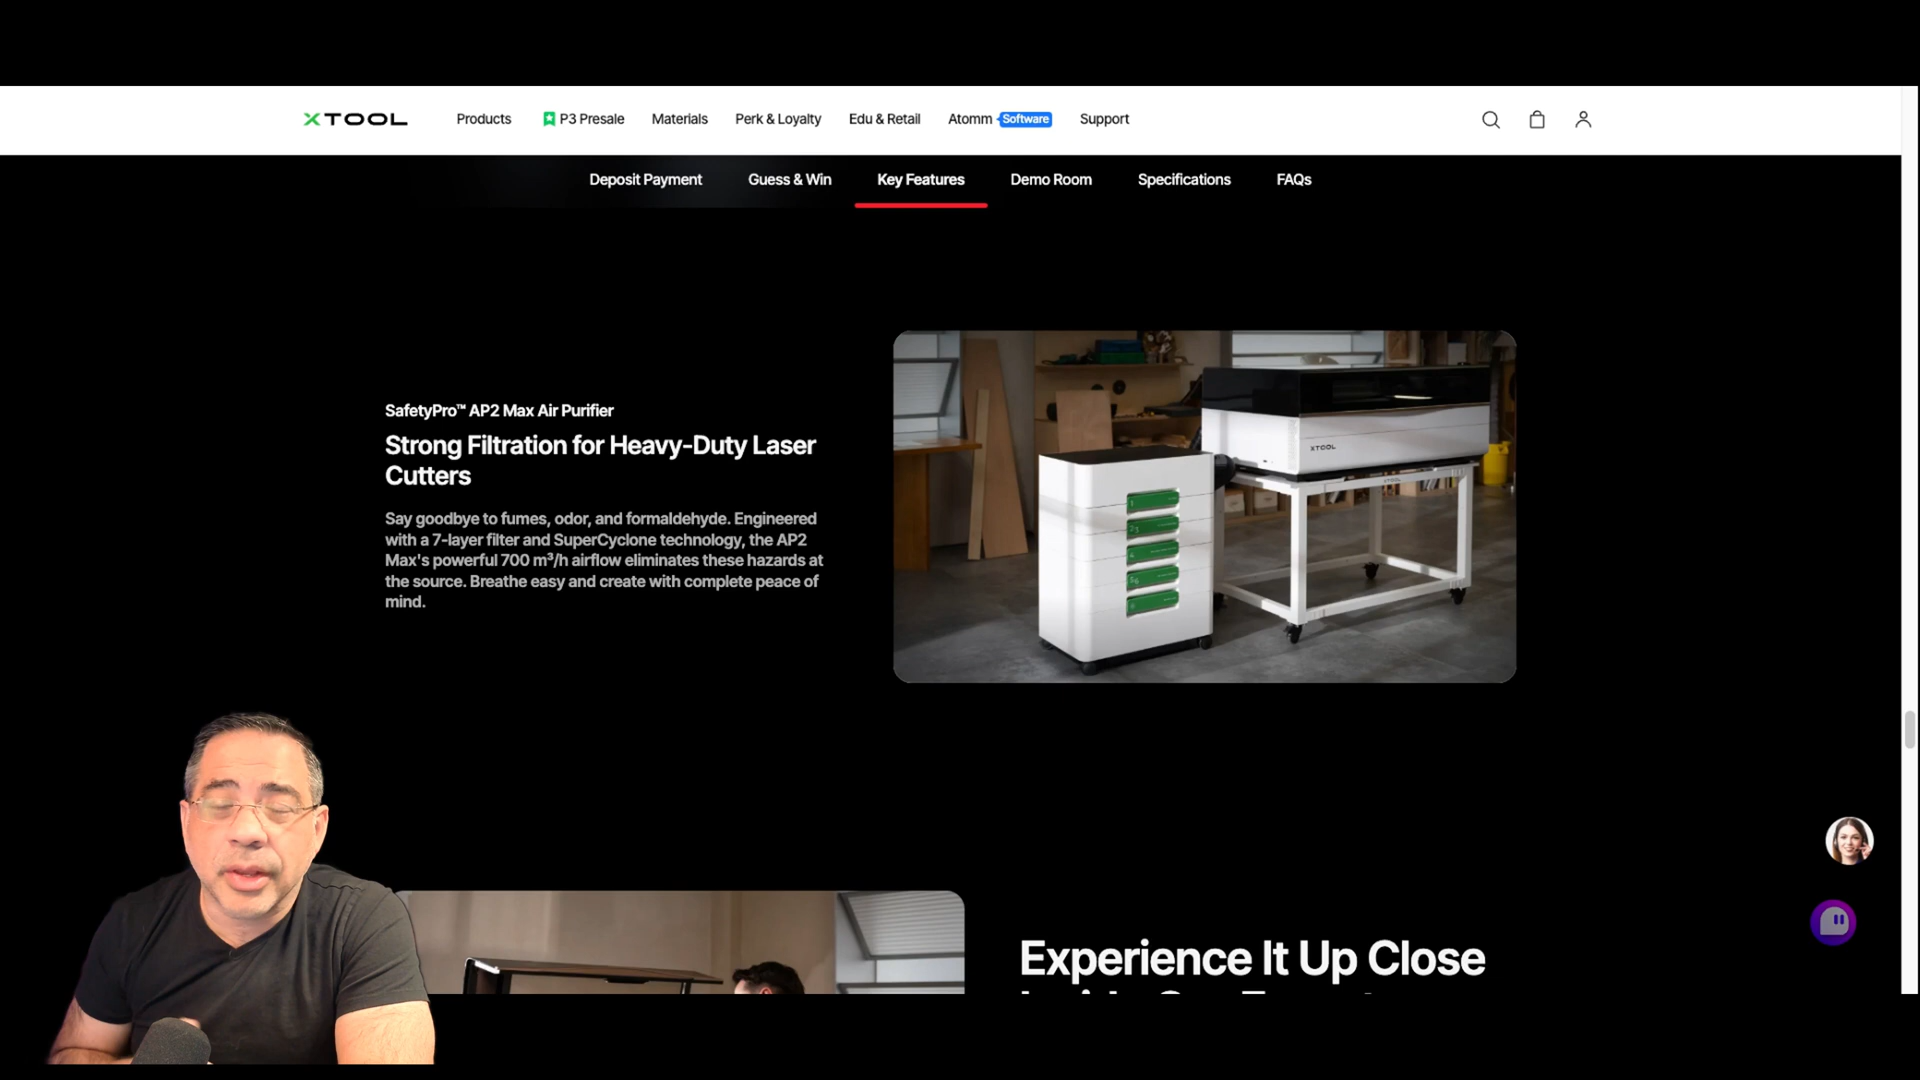 XTOOL
Products
P3 Presale
Materials
Perk & Loyalty
Edu & Retail
Atomm Software
Support
Deposit Payment
Guess & Win
Key Features
Demo Room
Specifications
FAQs
SafetyPro™ AP2 Max Air Purifier
Strong Filtration for Heavy-Duty Laser
Cutters
Say goodbye to fumes, odor, and formaldehyde. Engineered
with a 7-layer filter and SuperCyclone technology, the AP2
Max's powerful 700 m³/h airflow eliminates these hazards at
the source. Breathe easy and create with complete peace of
mind.
XTOOL
Experience It Up Close